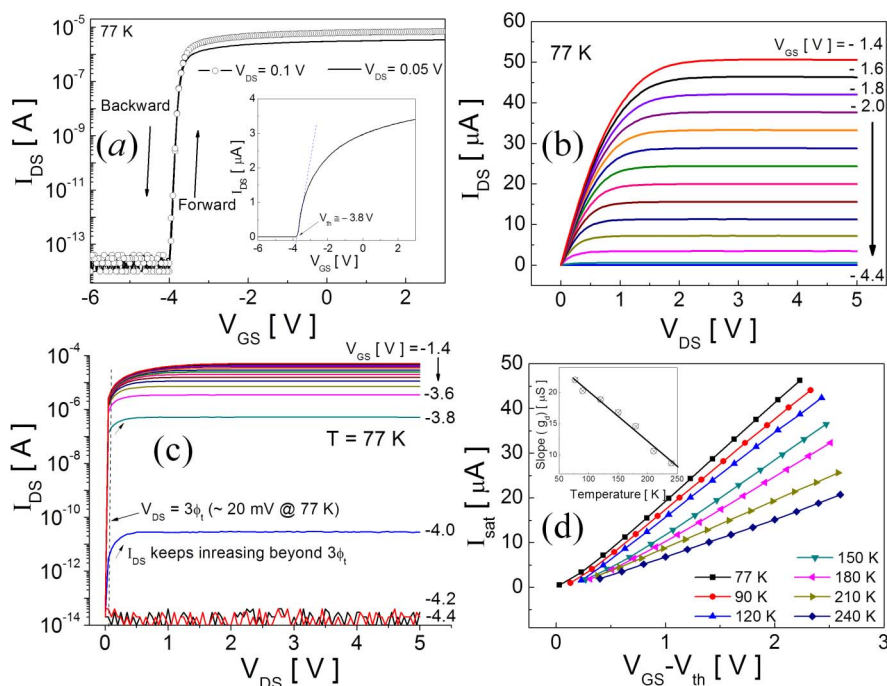 77 K
V_DS = 0.1 V
V_DS = 0.05 V
Backward
Forward
(a)
10^-5
10^-7
10^-9
10^-11
10^-13
I_DS [ A ]
-6 -4 -2 0 2
V_GS [ V ]
4
3
2
1
0
I_DS [ μA ]
V_th ≅ − 3.8 V
-6 -4 -2 0 2
V_GS [ V ]
77 K
V_GS [V] = - 1.4
- 1.6
- 1.8
- 2.0
- 4.4
(b)
60
50
40
30
20
10
0
I_DS [ μA ]
0 1 2 3 4 5
V_DS [ V ]
V_GS [ V ] = -1.4
-3.6
-3.8
-4.0
-4.2
-4.4
(c)
T = 77 K
V_DS = 3ϕ_t (~ 20 mV @ 77 K)
I_DS keeps inreasing beyond 3ϕ_t
10^-4
10^-6
10^-8
10^-10
10^-12
10^-14
I_DS [ A ]
0 1 2 3 4 5
V_DS [ V ]
50
40
30
20
10
0
I_sat [ μA ]
20
10
Slope ( g_d) [ μS ]
50 100 150 200 250
Temperature [ K ]
(d)
77 K
90 K
120 K
150 K
180 K
210 K
240 K
0 1 2 3
V_GS-V_th [ V ]